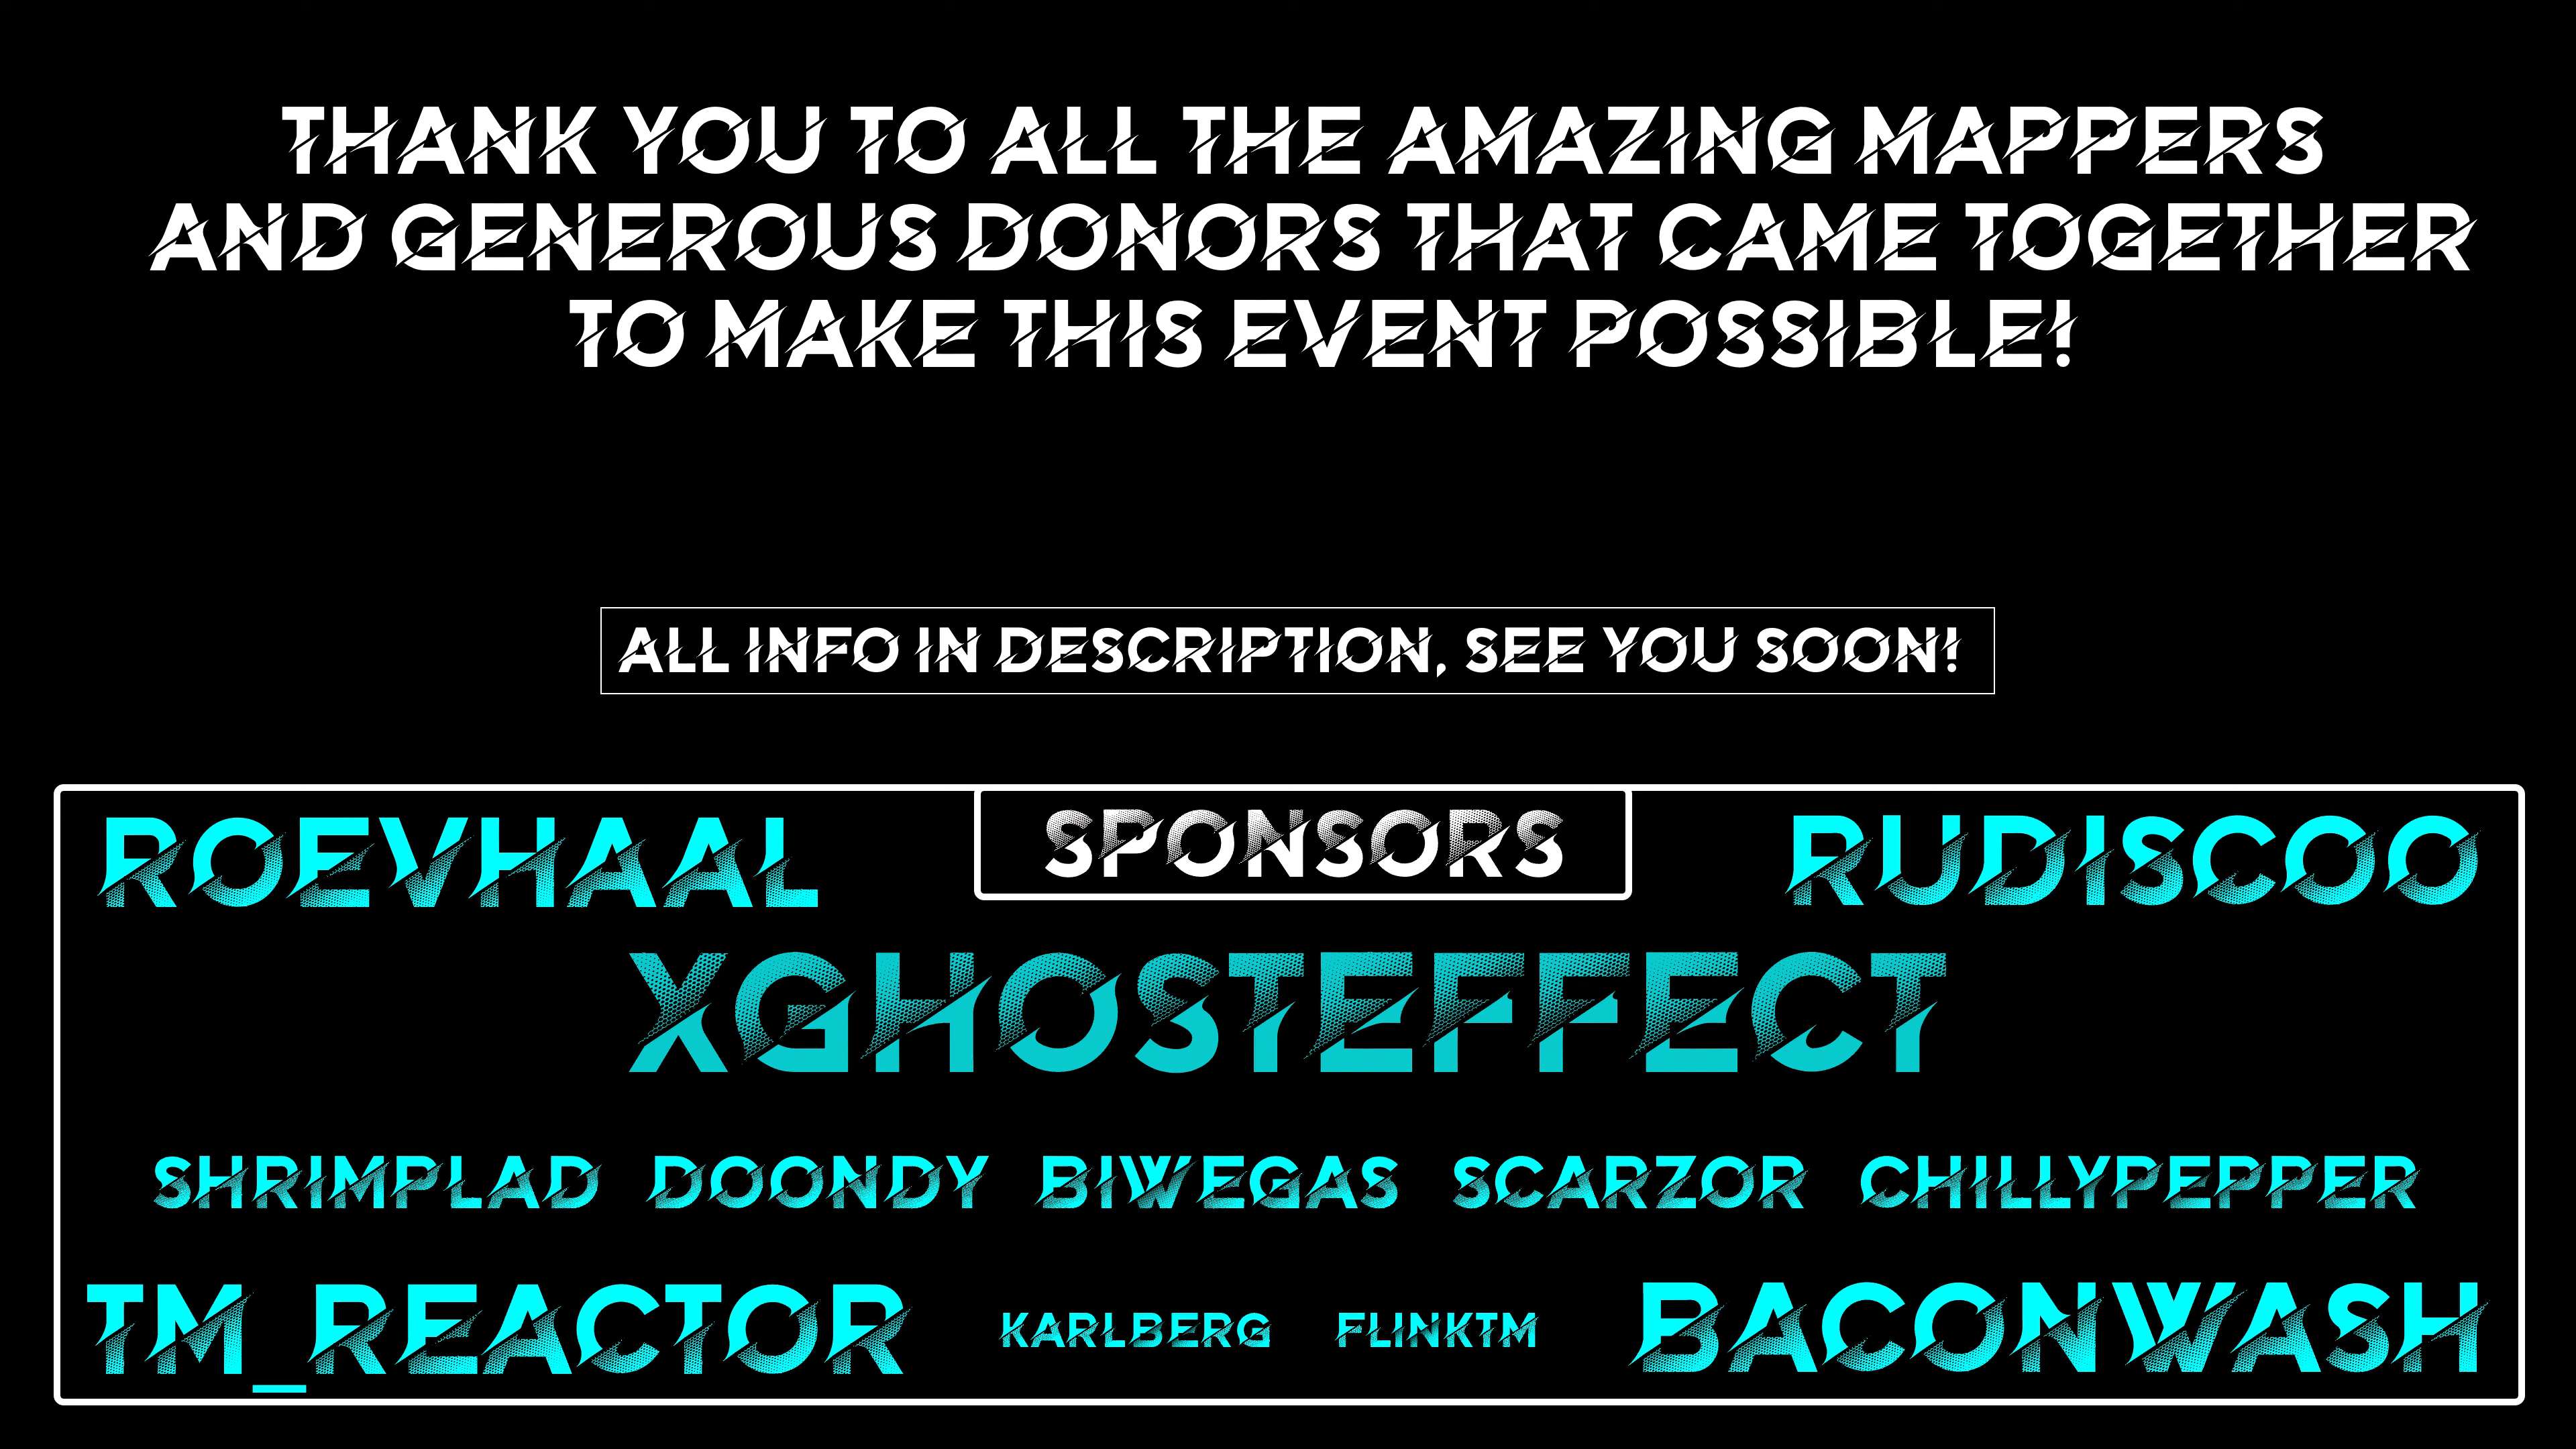 THANK YOU TO ALL THE AMAZING MAPPERS
AND GENEROUS DONORS THAT CAME TOGETHER
TO MAKE THIS EVENT POSSIBLE!
ALL INFO IN DESCRIPTION, SEE YOU SOON!
SPONSORS
ROEVHAAL RUDISCOO
XGHOSTEFFECT
SHRIMPLAD DOONDY BIWEGAS SCARZOR CHILLYPEPPER
TM_REACTOR KARLBERG FLINKTM BACONWASH